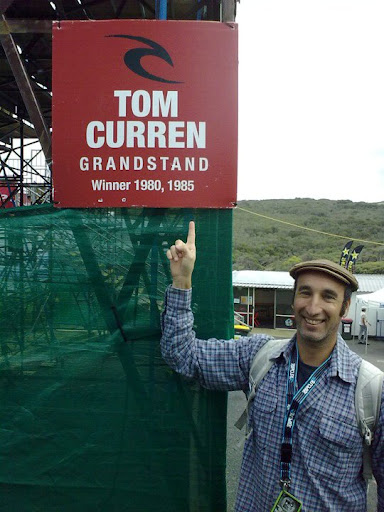 TOM
CURREN
GRANDSTAND
Winner 1980, 1985